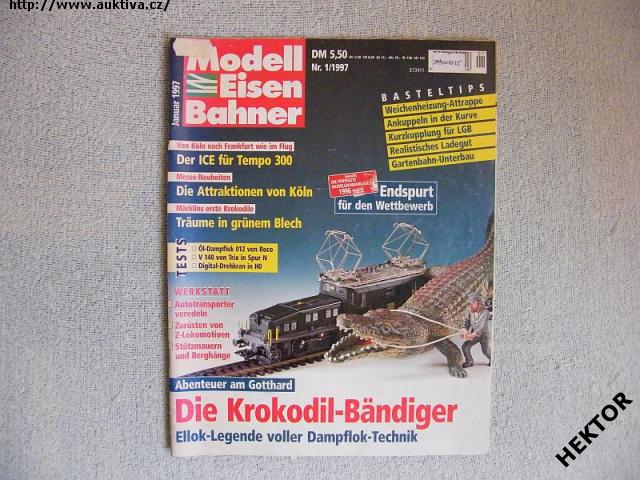 http://www.auktiva.cz/
Modell
Eisen
Bahner
Januar 1997
DM 5,50
Nr. 1/1997
BASTELTIPS
Weichenheizung-Attrappe
Ankuppeln in der Kurve
Kurzkupplung für LGB
Realistisches Ladegut
Gartenbahn-Unterbau
Von Köln nach Frankfurt wie im Flug
Der ICE für Tempo 300
Messe-Neuheiten
Die Attraktionen von Köln
Märklins erste Krokodile
Träume in grünem Blech
1996
Endspurt
für den Wettbewerb
TESTS
Öl-Dampflok 012 von Roco
V 140 von Trix in Spur N
Digital-Drehkran in H0
WERKSTATT
Autotransporter
veredeln
Zurüsten von
Z-Lokomotiven
Stützmauern
und Berghänge
Abenteuer am Gotthard
Die Krokodil-Bändiger
Ellok-Legende voller Dampflok-Technik
HEKTOR